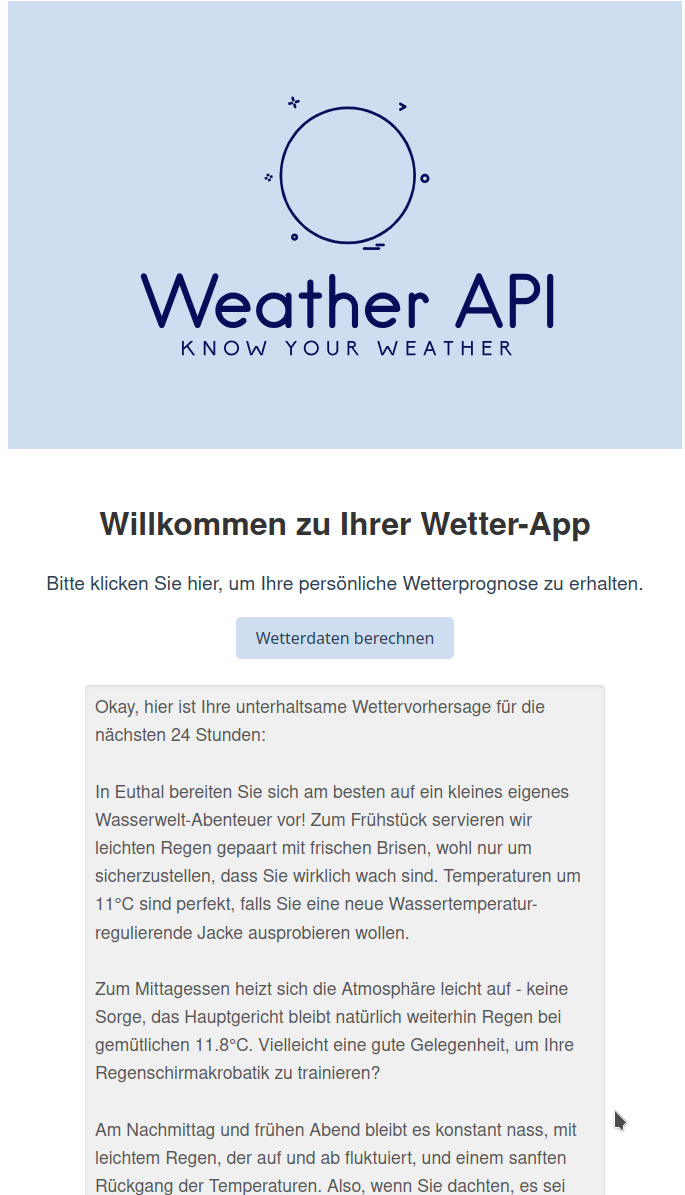 Weather API
KNOW YOUR WEATHER
Willkommen zu Ihrer Wetter-App
Bitte klicken Sie hier, um Ihre persönliche Wetterprognose zu erhalten.
Wetterdaten berechnen
Okay, hier ist Ihre unterhaltsame Wettervorhersage für die
nächsten 24 Stunden:
In Euthal bereiten Sie sich am besten auf ein kleines eigenes
Wasserwelt-Abenteuer vor! Zum Frühstück servieren wir
leichten Regen gepaart mit frischen Brisen, wohl nur um
sicherzustellen, dass Sie wirklich wach sind. Temperaturen um
11°C sind perfekt, falls Sie eine neue Wassertemperatur-
regulierende Jacke ausprobieren wollen.
Zum Mittagessen heizt sich die Atmosphäre leicht auf - keine
Sorge, das Hauptgericht bleibt natürlich weiterhin Regen bei
gemütlichen 11.8°C. Vielleicht eine gute Gelegenheit, um Ihre
Regenschirmakrobatik zu trainieren?
Am Nachmittag und frühen Abend bleibt es konstant nass, mit
leichtem Regen, der auf und ab fluktuiert, und einem sanften
Rückgang der Temperaturen. Also, wenn Sie dachten, es sei